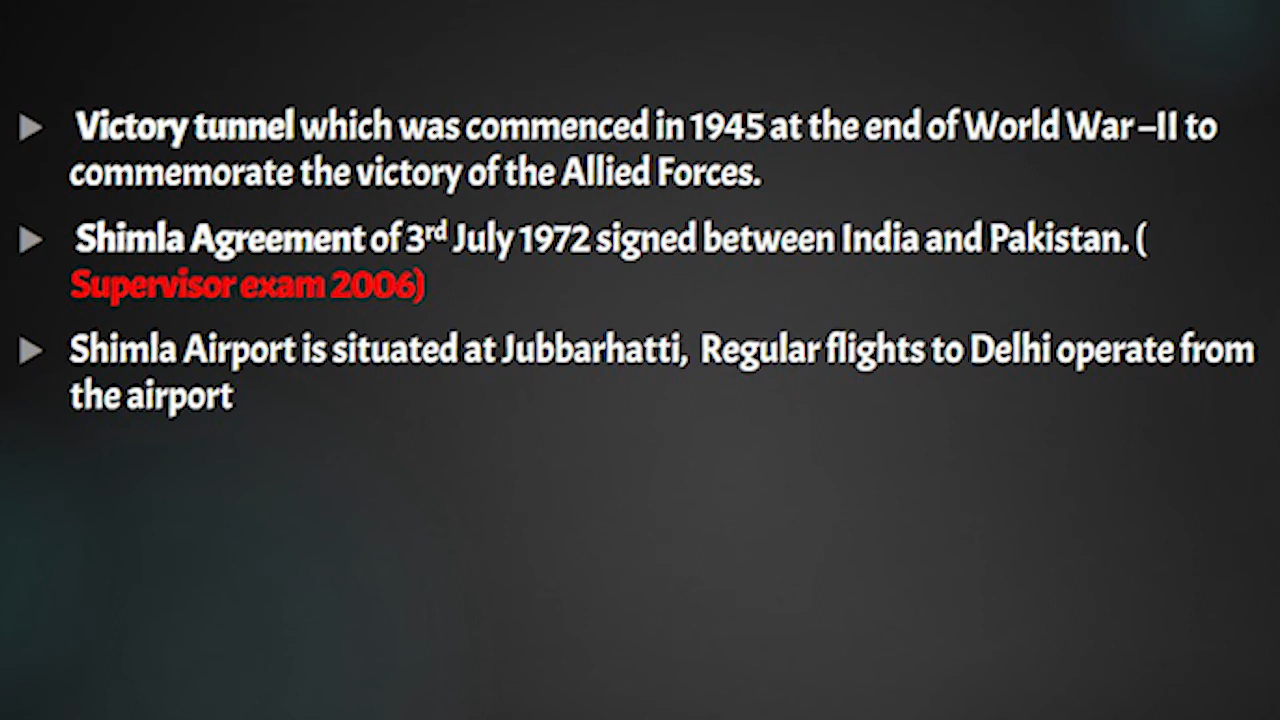 Victory tunnel which was commenced in 1945 at the end of World War –II to
commemorate the victory of the Allied Forces.
Shimla Agreement of 3rd July 1972 signed between India and Pakistan. (
Supervisor exam 2006)
Shimla Airport is situated at Jubbarhatti, Regular flights to Delhi operate from
the airport